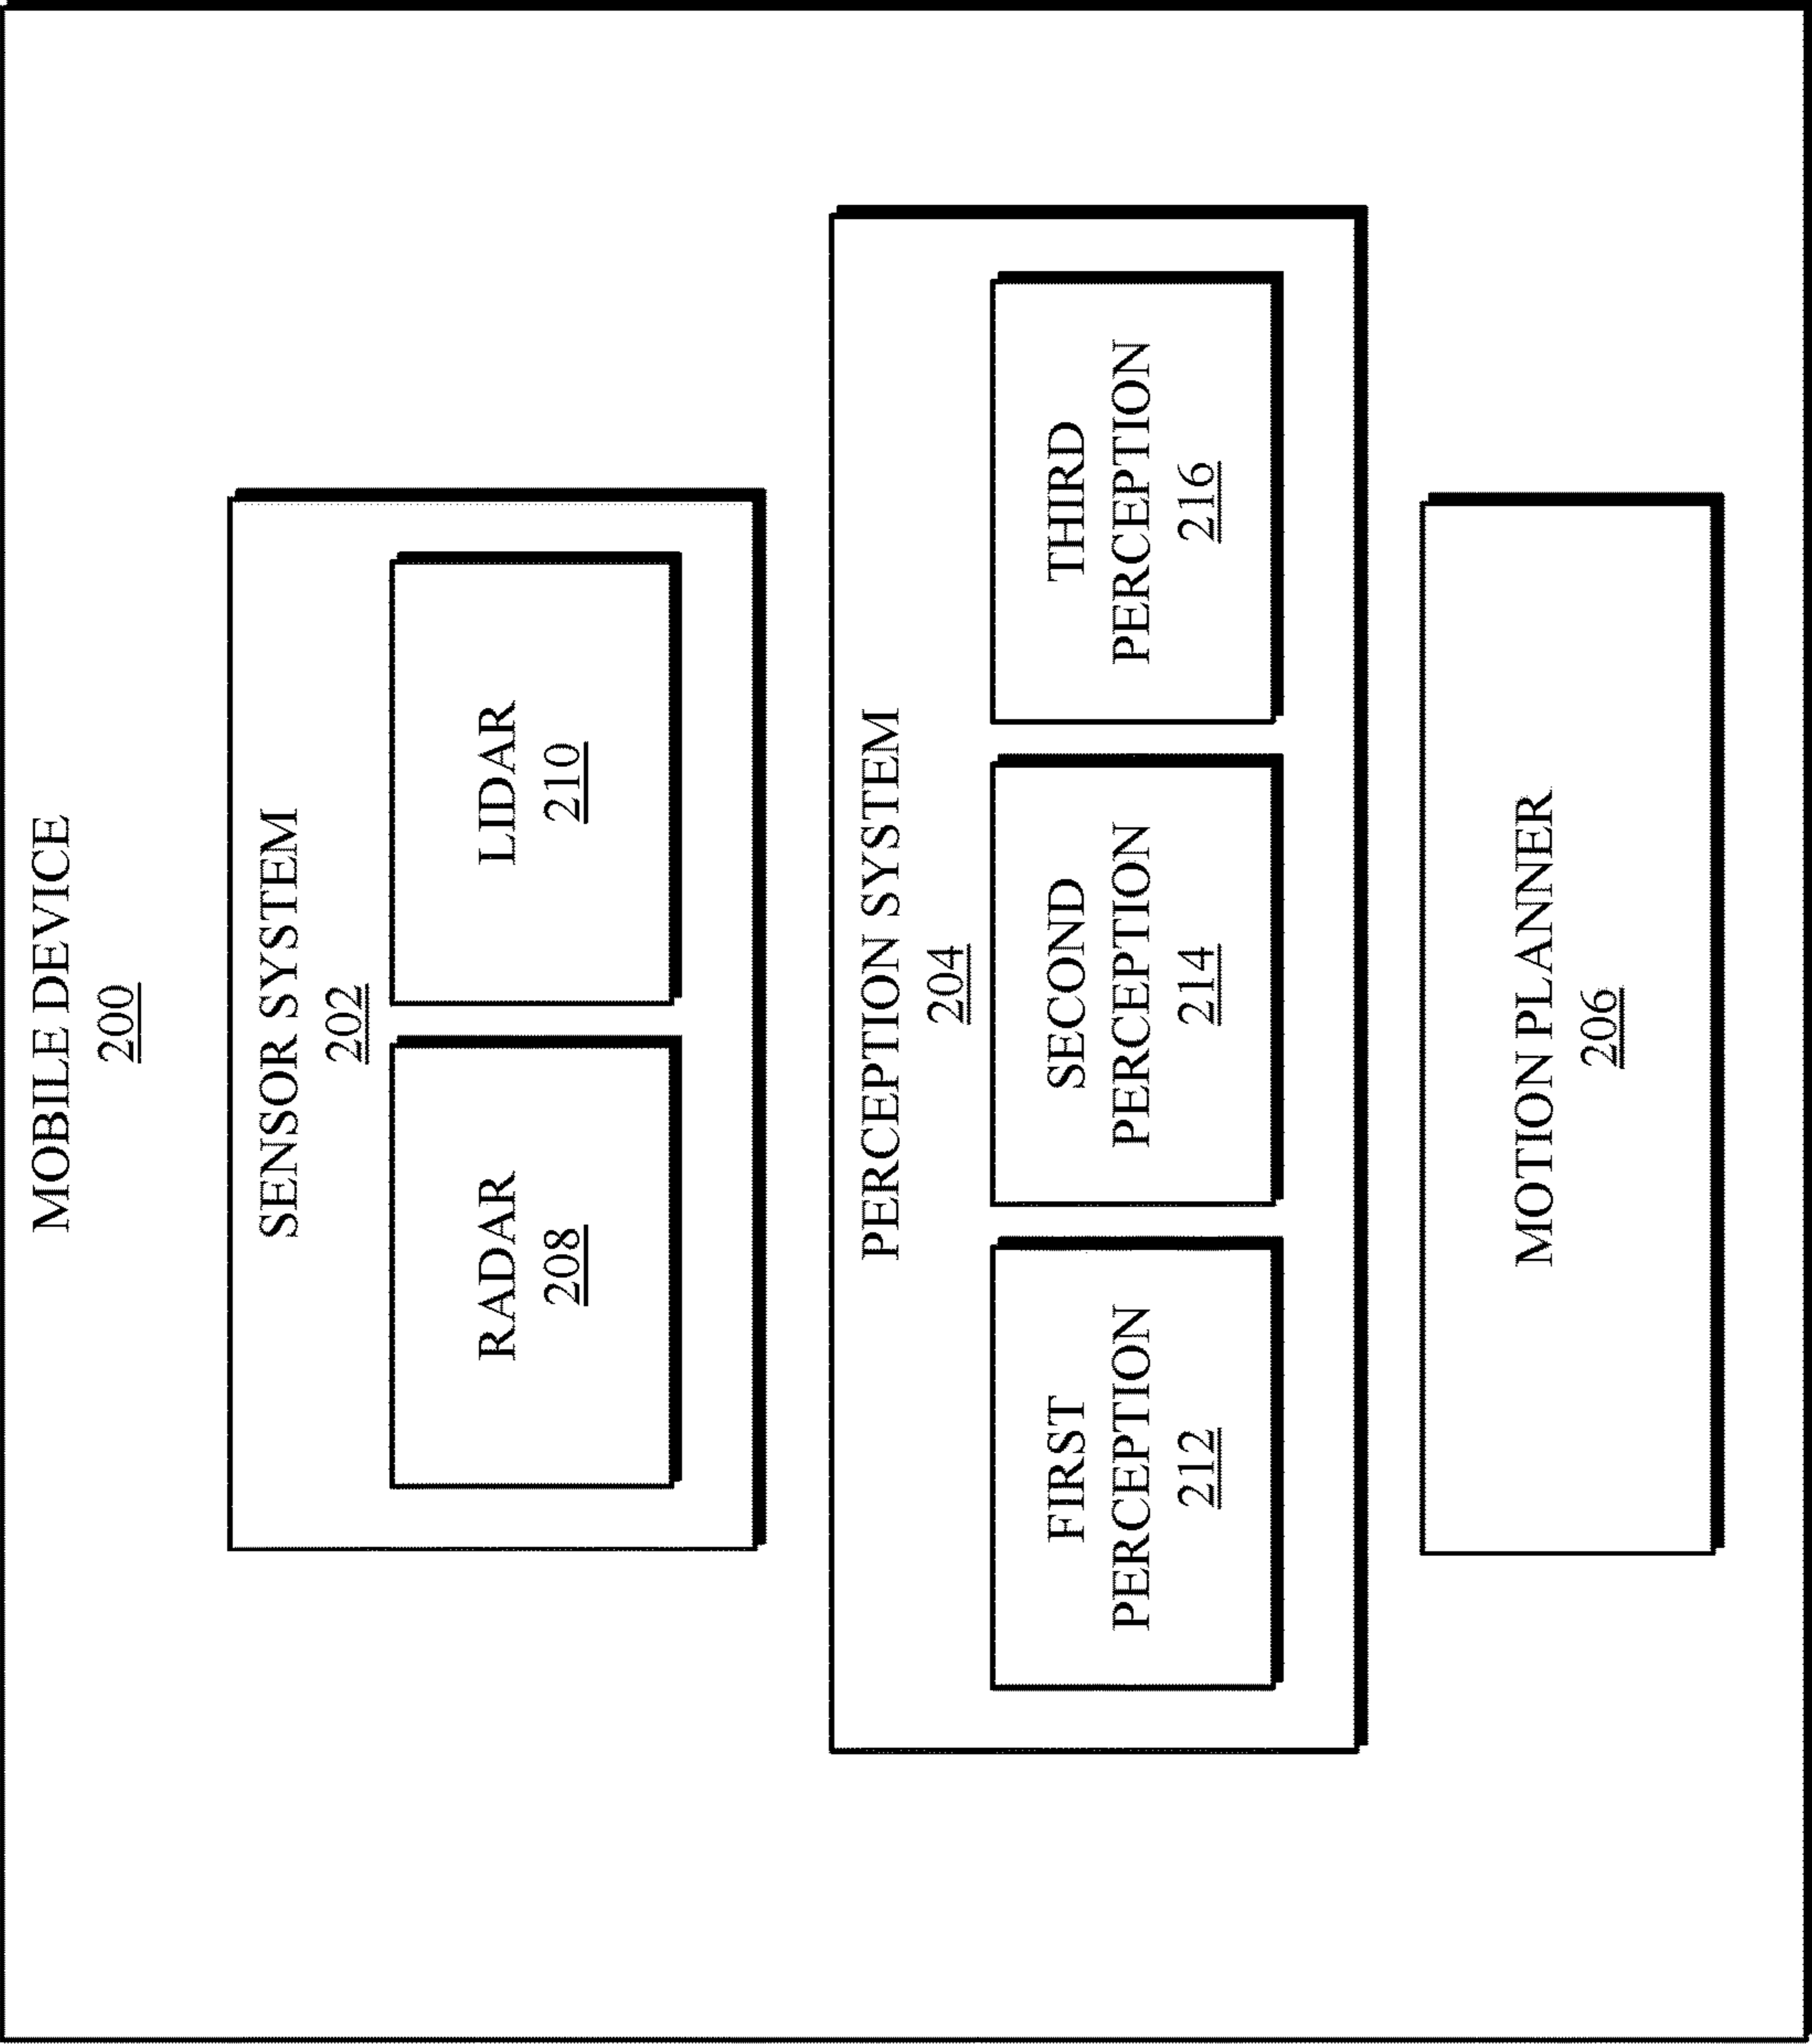 MOBILE DEVICE
200
SENSOR SYSTEM
202
RADAR
208
LIDAR
210
PERCEPTION SYSTEM
204
FIRST
PERCEPTION
212
SECOND
PERCEPTION
214
THIRD
PERCEPTION
216
MOTION PLANNER
206